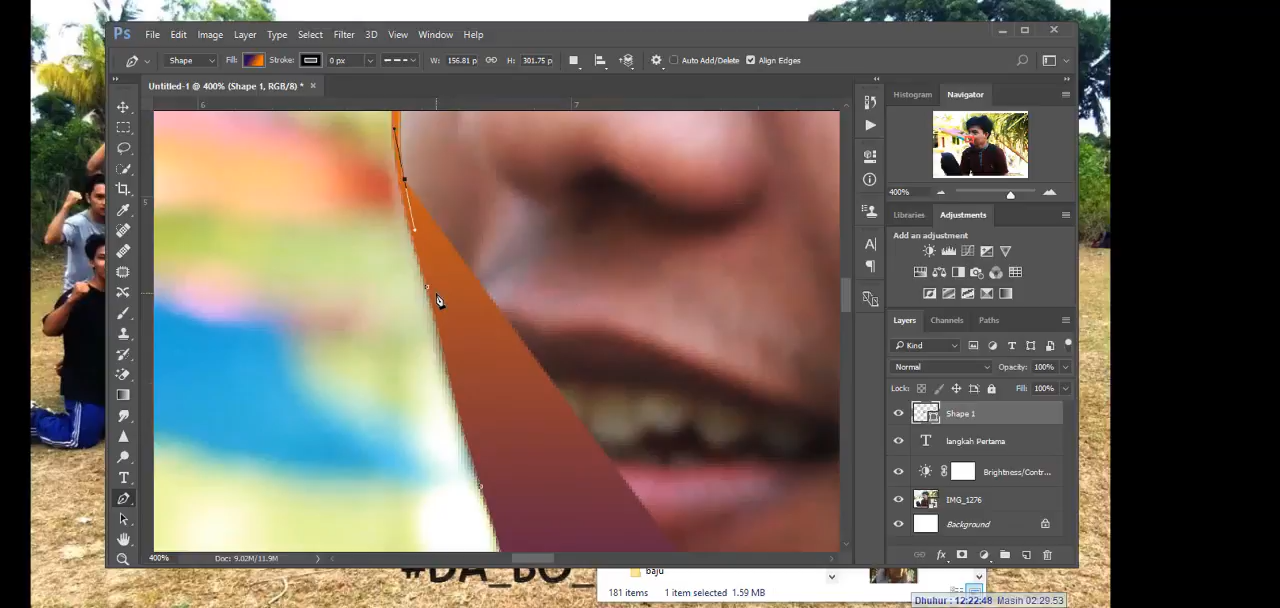 Ps File Edit Image Layer Type Select Filter 3D View Window Help
Shape Fill: Stroke: 0 px W: 156.81 p H: 301.75 p Auto Add/Delete Align Edges
Untitled-1 @ 400% (Shape 1, RGB/8) * ×
6 7
5
Histogram Navigator
400%
Libraries Adjustments
Add an adjustment
Layers Channels Paths
Kind
Normal Opacity: 100%
Lock: Fill: 100%
Shape 1
T langkah Pertama
Brightness/Contr...
IMG_1276
Background
400% Doc: 9.02M/11.9M
#DA_BO_
baju
181 items 1 item selected 1.59 MB
Dhuhur : 12:22:48 Masih 02:29:53